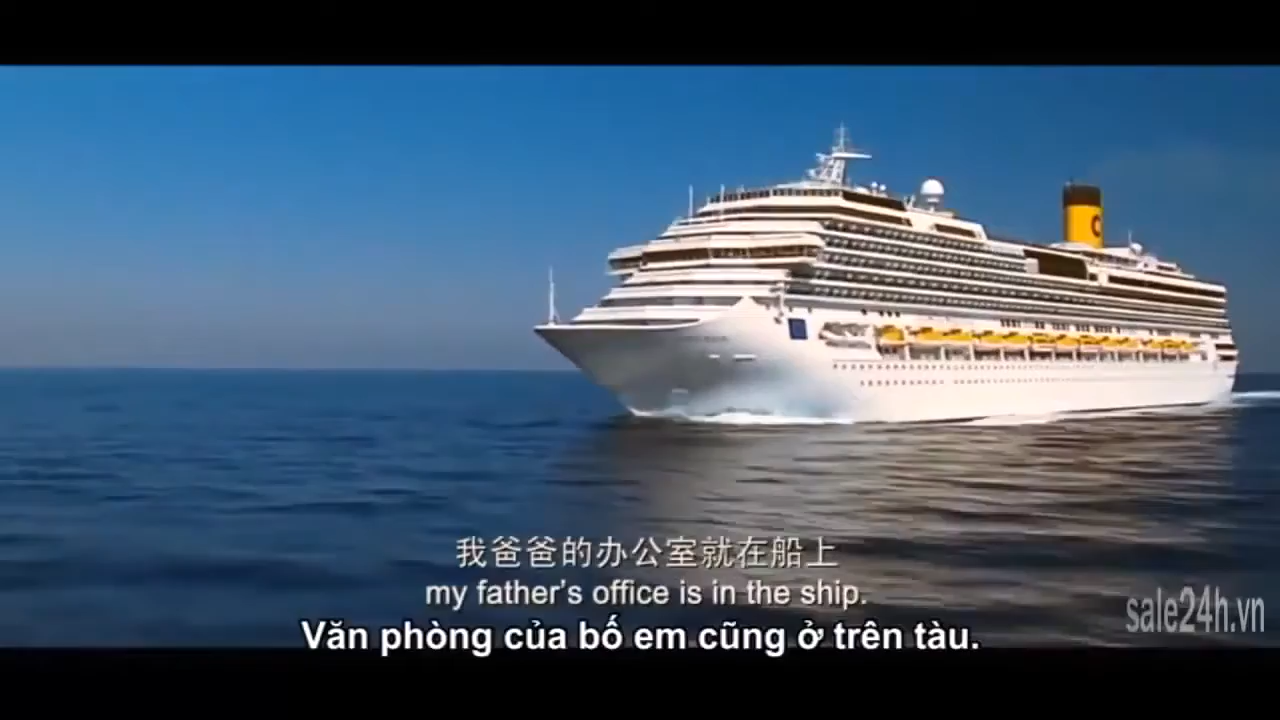 我爸爸的办公室就在船上
my father's office is in the ship.
Văn phòng của bố em cũng ở trên tàu.
sale24h.vn